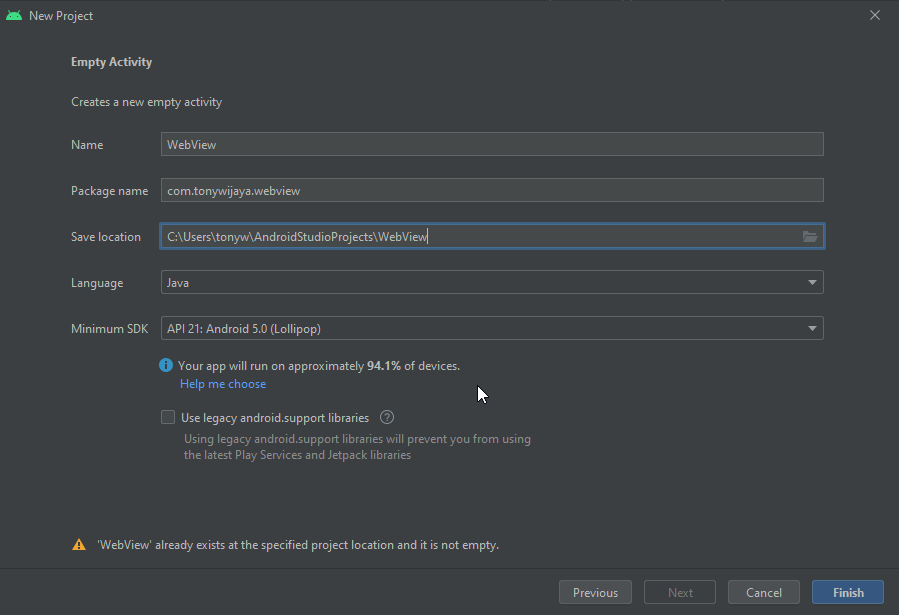 New Project
Empty Activity
Creates a new empty activity
Name WebView
Package name com.tonywijaya.webview
Save location C:\Users\tonyw\AndroidStudioProjects\WebView
Language Java
Minimum SDK API 21: Android 5.0 (Lollipop)
i Your app will run on approximately 94.1% of devices.
Help me choose
Use legacy android.support libraries ?
Using legacy android.support libraries will prevent you from using
the latest Play Services and Jetpack libraries
'WebView' already exists at the specified project location and it is not empty.
Previous Next Cancel Finish